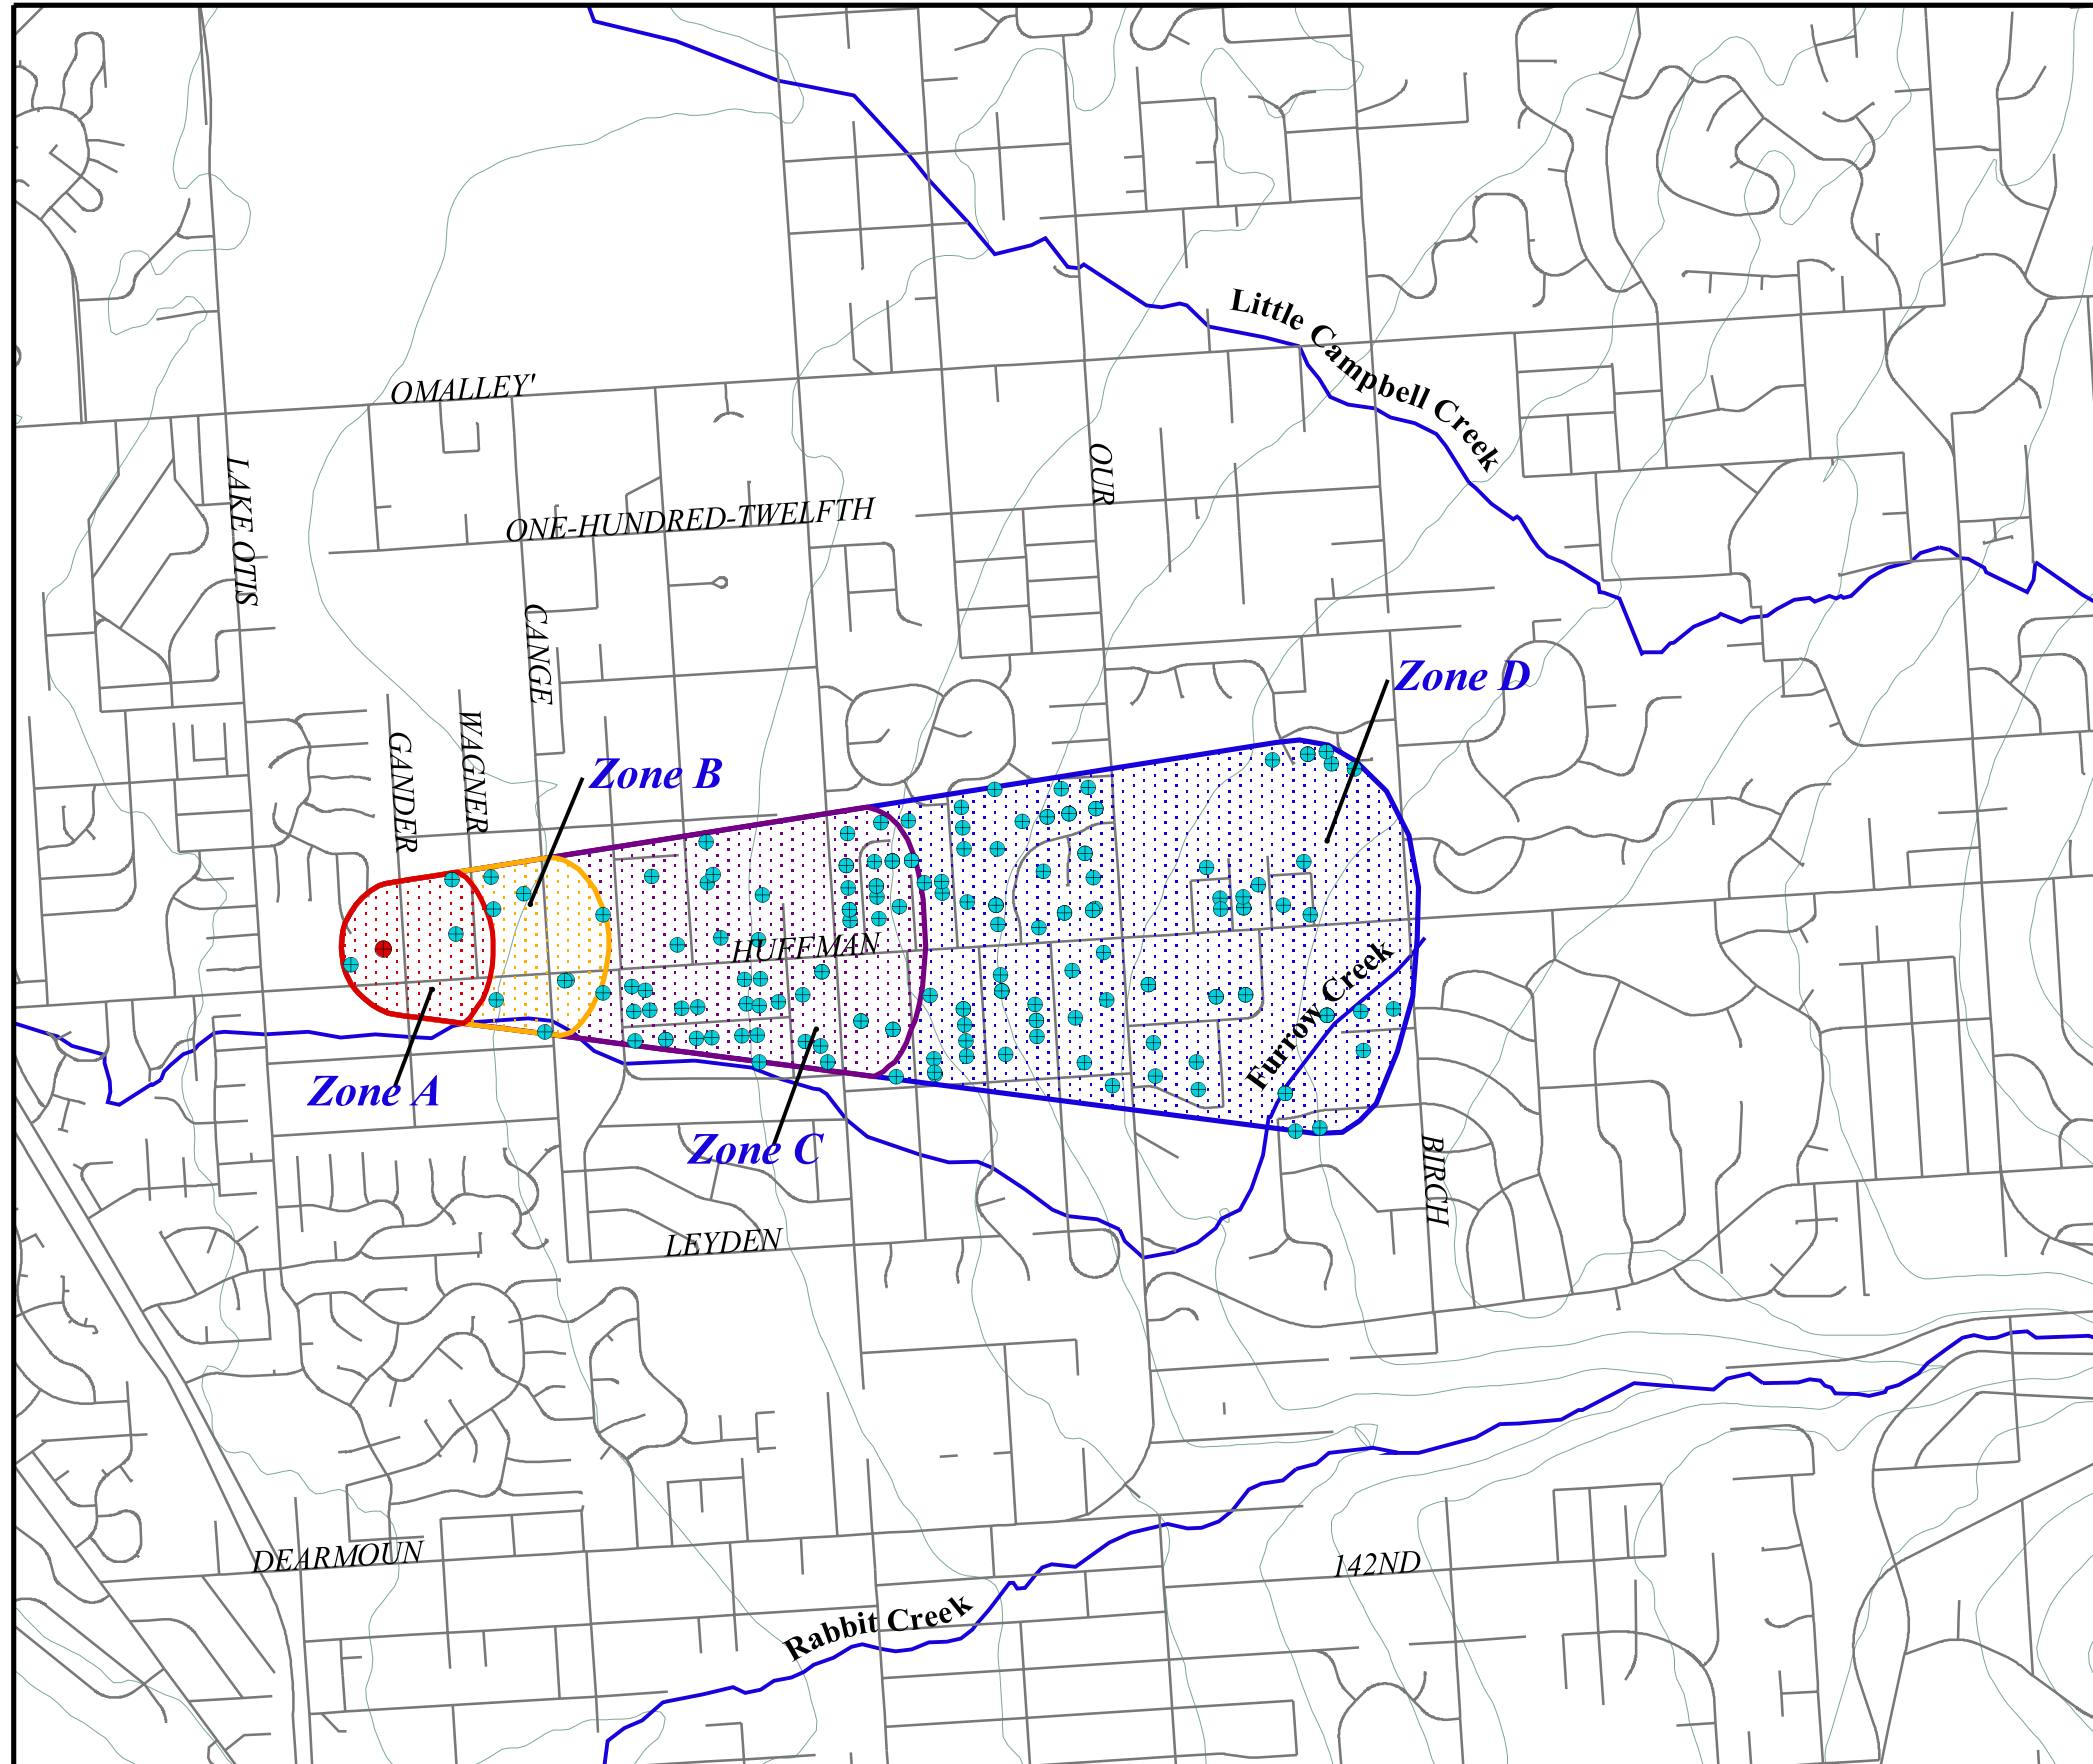 Little Campbell Creek
OMALLEY'
OUR
LAKE OTIS
ONE-HUNDRED-TWELFTH
CANGE
Zone D
WAGNER
GANDER
Zone B
HUFFMAN
Furrow Creek
Zone A
Zone C
BIRCH
LEYDEN
DEARMOUN
142ND
Rabbit Creek